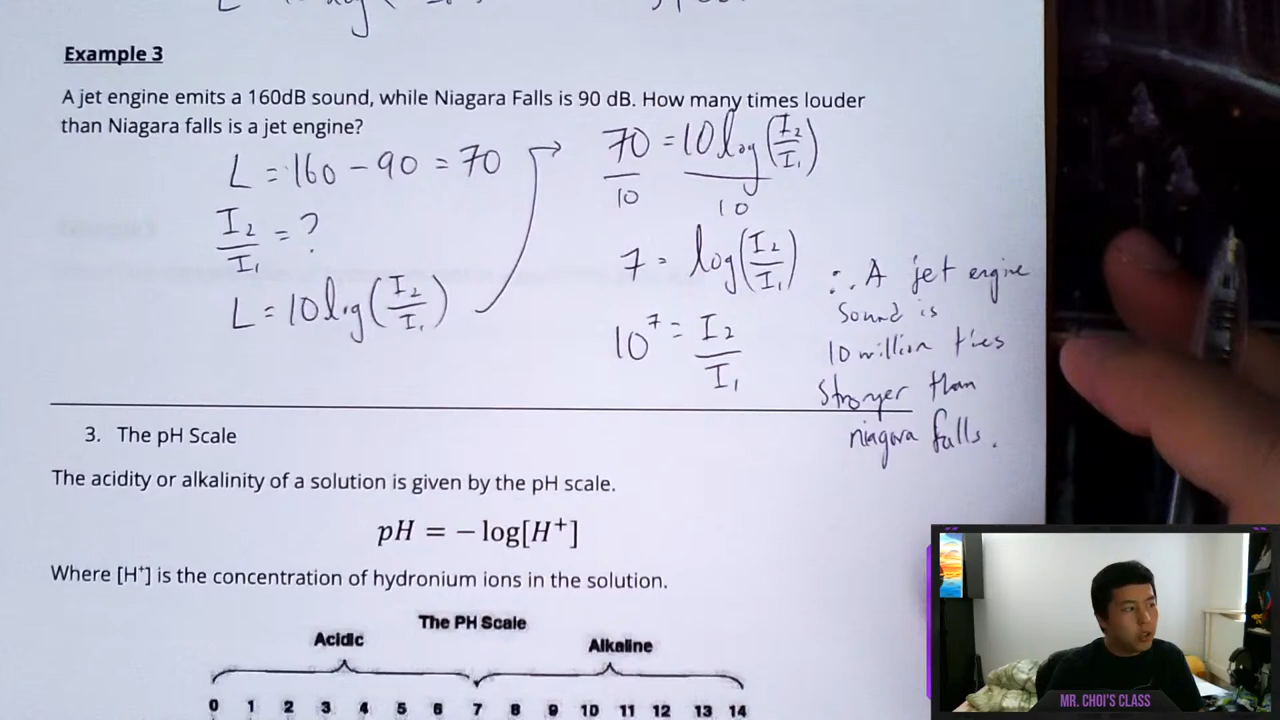 Example 3
A jet engine emits a 160dB sound, while Niagara Falls is 90 dB. How many times louder
than Niagara falls is a jet engine?
L = 160 - 90 = 70
I₂/I₁ = ?
L = 10 log(I₂/I₁)
70/10 = 10 log(I₂/I₁)/10
7 = log(I₂/I₁)
10⁷ = I₂/I₁
∴ A jet engine
sound is
10 million
stronger than
niagara falls.
3. The pH Scale
The acidity or alkalinity of a solution is given by the pH scale.
pH = − log[H⁺]
Where [H⁺] is the concentration of hydronium ions in the solution.
The PH Scale
Acidic
Alkaline
0 1 2 3 4 5 6 7 8 9 10 11 12 13 14
MR. CHOI'S CLASS